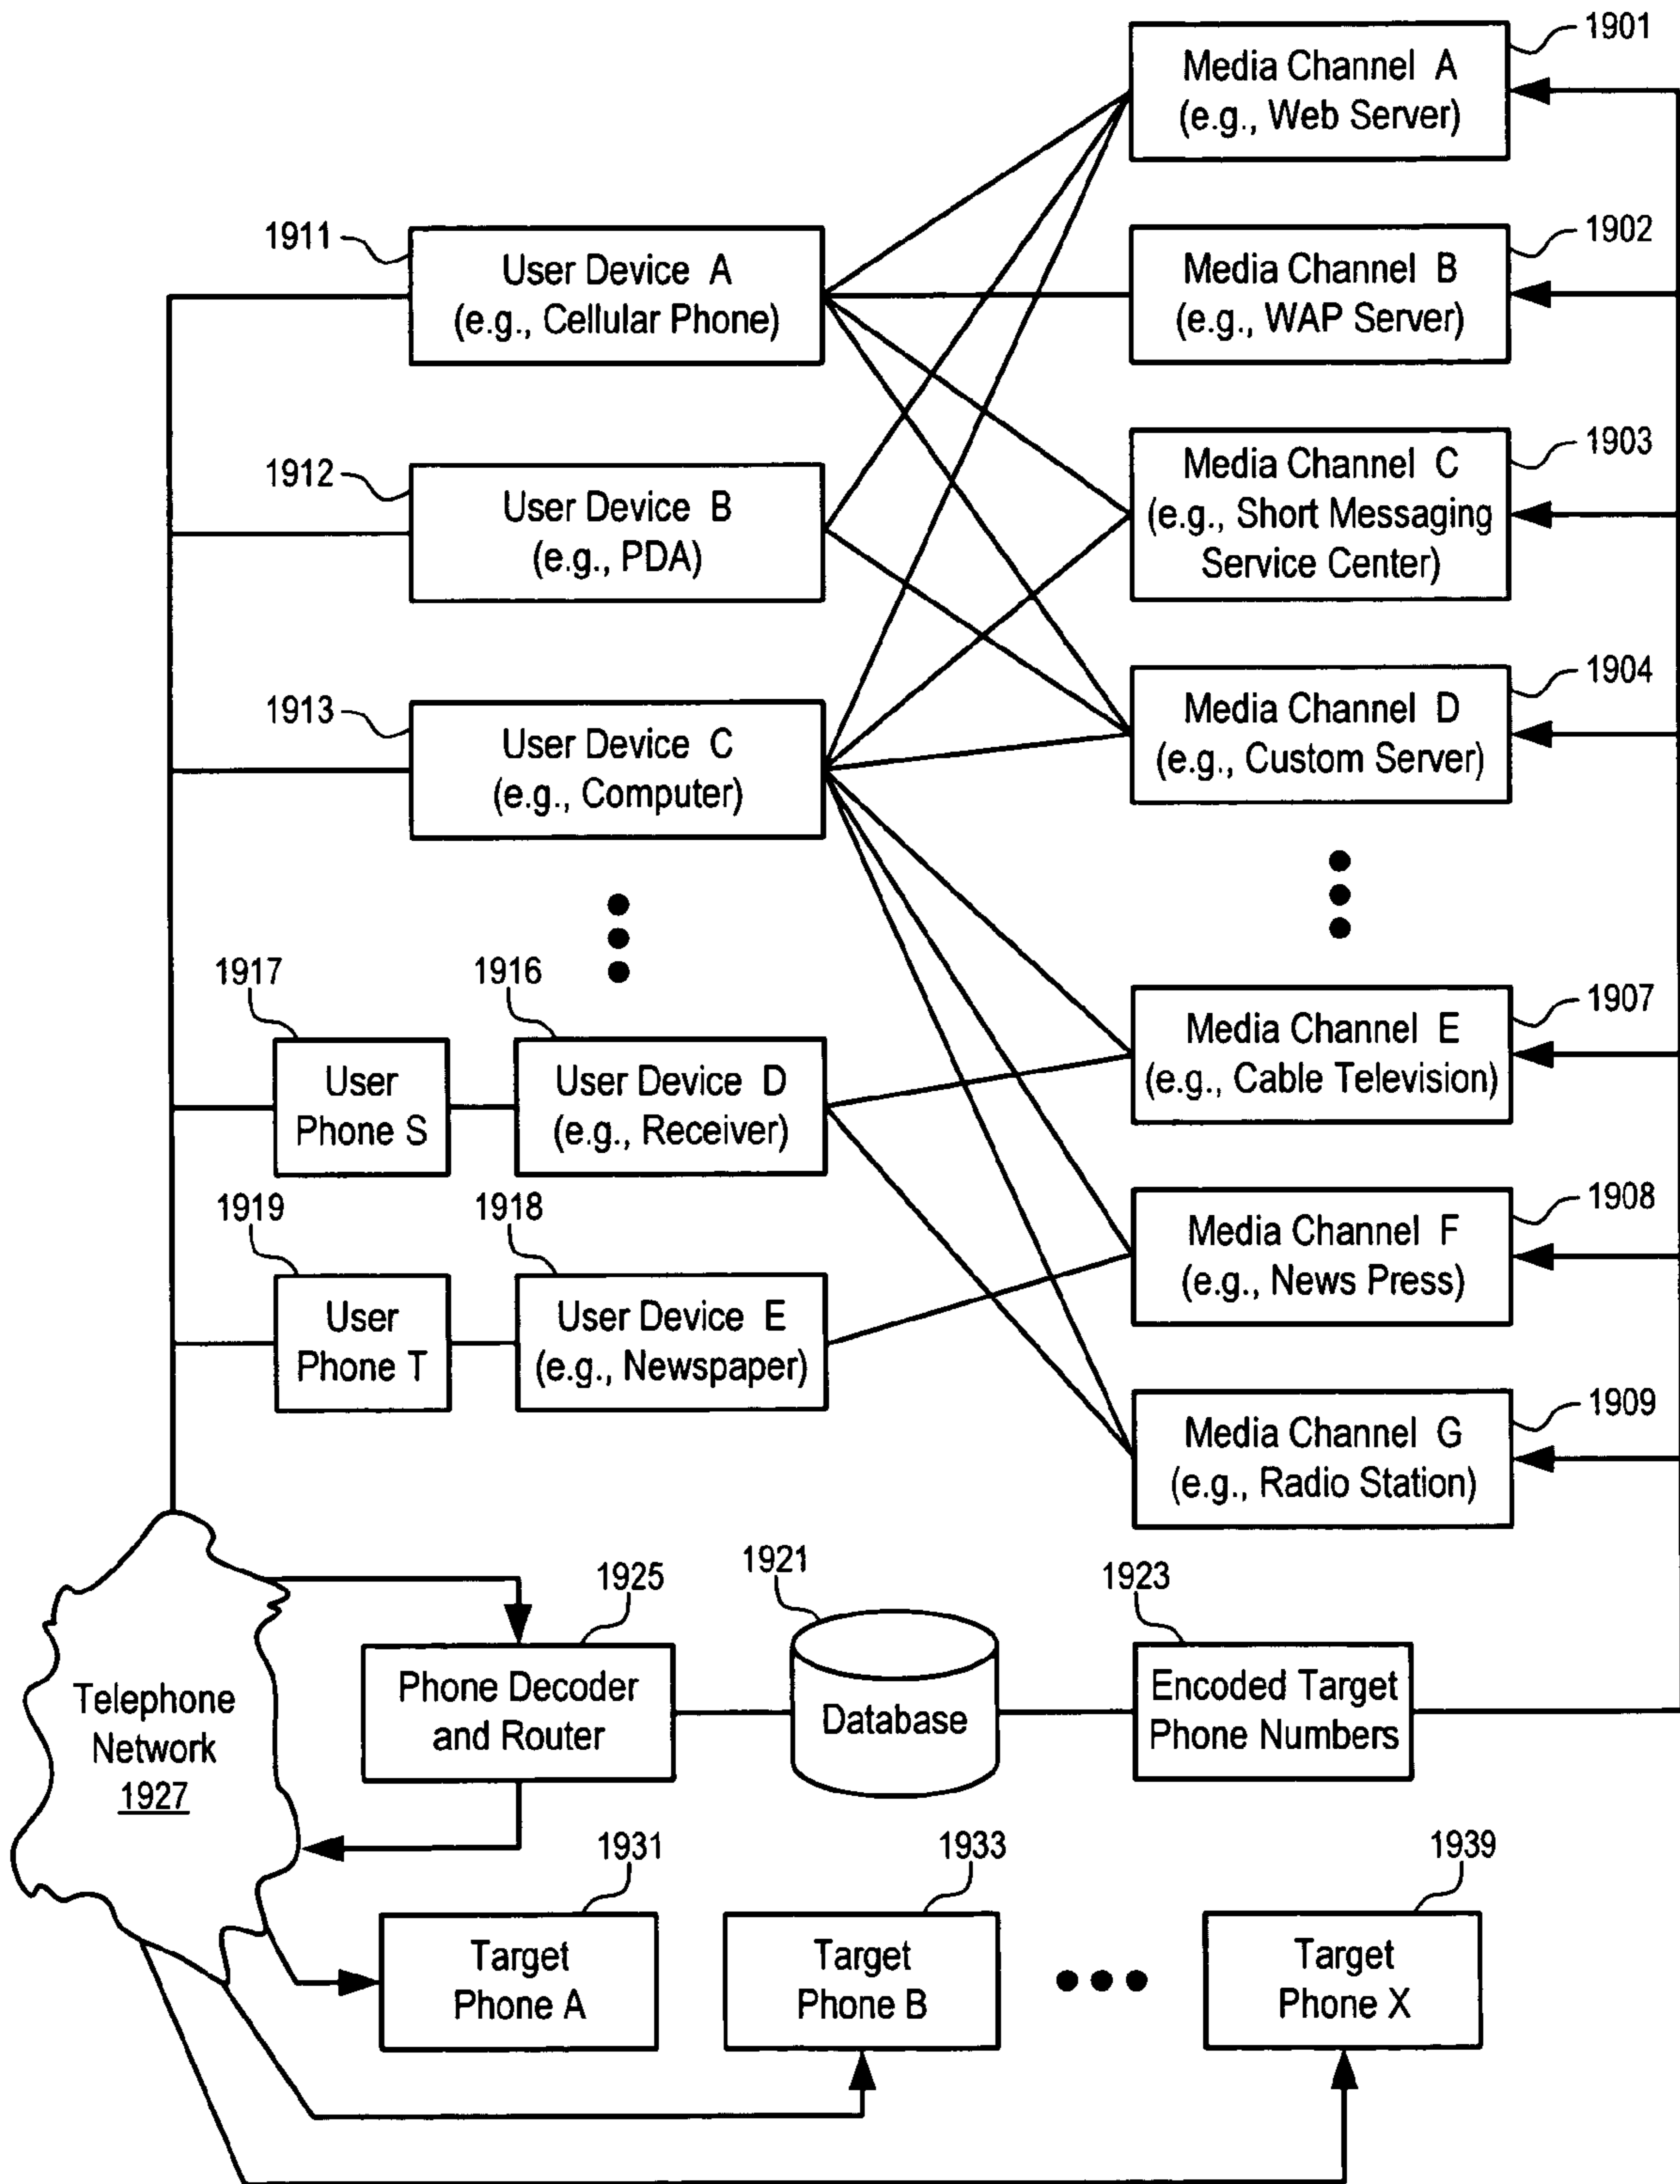 1901
Media Channel A
(e.g., Web Server)
1911
User Device A
(e.g., Cellular Phone)
1902
Media Channel B
(e.g., WAP Server)
1912
User Device B
(e.g., PDA)
1903
Media Channel C
(e.g., Short Messaging
Service Center)
1913
User Device C
(e.g., Computer)
1904
Media Channel D
(e.g., Custom Server)
1917
User
Phone S
1916
User Device D
(e.g., Receiver)
1907
Media Channel E
(e.g., Cable Television)
1919
User
Phone T
1918
User Device E
(e.g., Newspaper)
1908
Media Channel F
(e.g., News Press)
1909
Media Channel G
(e.g., Radio Station)
Telephone
Network
1927
1925
Phone Decoder
and Router
1921
Database
1923
Encoded Target
Phone Numbers
1931
Target
Phone A
1933
Target
Phone B
1939
Target
Phone X